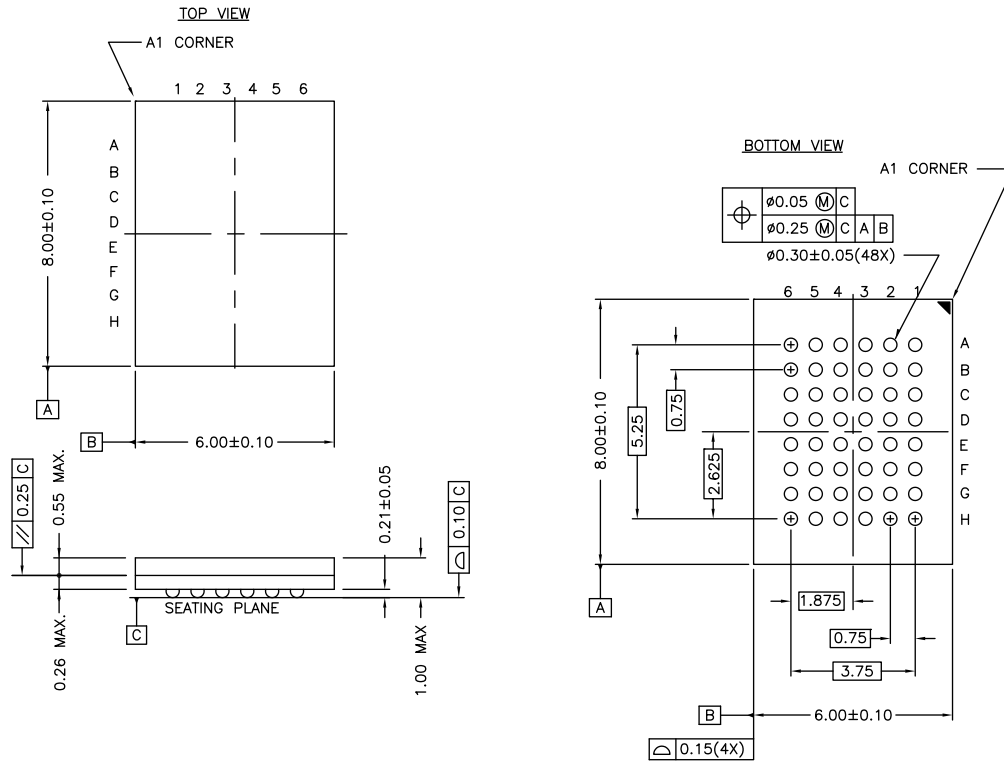 TOP VIEW
A1 CORNER
1 2 3 4 5 6
A
B
C
D
E
F
G
H
8.00±0.10
A
B
6.00±0.10
// 0.25 C
0.55 MAX.
0.21±0.05
⌓ 0.10 C
SEATING PLANE
C
0.26 MAX.
1.00 MAX
BOTTOM VIEW
A1 CORNER
⌖ ø0.05 Ⓜ C
ø0.25 Ⓜ C A B
ø0.30±0.05(48X)
6 5 4 3 2 1
A
B
C
D
E
F
G
H
8.00±0.10
5.25
0.75
2.625
A
1.875
0.75
3.75
B
6.00±0.10
⌓ 0.15(4X)